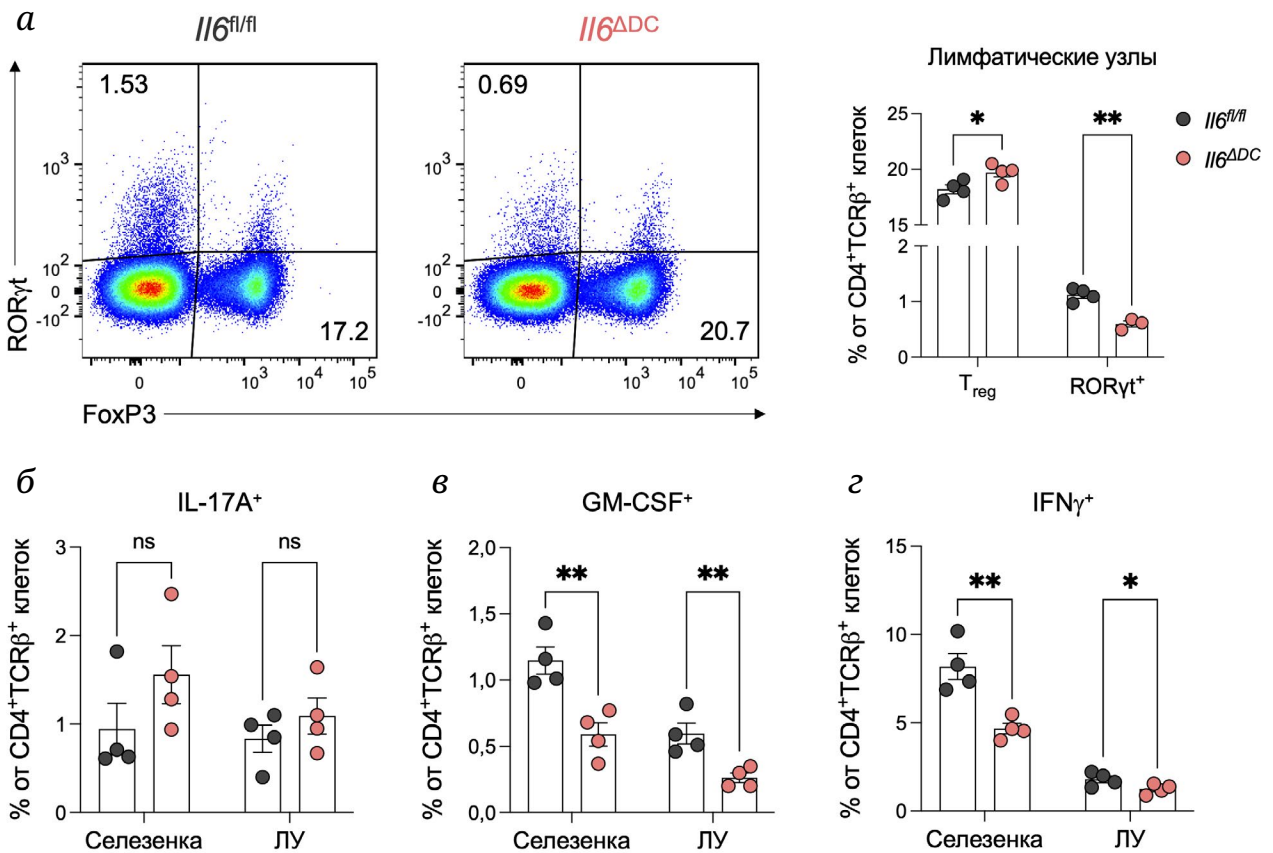 а
Il6fl/fl
Il6ΔDC
1.53
17.2
RORγt
10³
10²
0
-10²
0
10³
10⁴
10⁵
FoxP3
0.69
20.7
10³
10²
0
-10²
0
10³
10⁴
10⁵
Лимфатические узлы
% от CD4⁺TCRβ⁺ клеток
25
20
15
2
1
0
*
**
Treg
RORγt⁺
Il6fl/fl
Il6ΔDC
б
IL-17A⁺
% от CD4⁺TCRβ⁺ клеток
3
2
1
0
ns
ns
Селезенка
ЛУ
в
GM-CSF⁺
% от CD4⁺TCRβ⁺ клеток
2,0
1,5
1,0
0,5
0,0
**
**
Селезенка
ЛУ
г
IFNγ⁺
% от CD4⁺TCRβ⁺ клеток
15
10
5
0
**
*
Селезенка
ЛУ